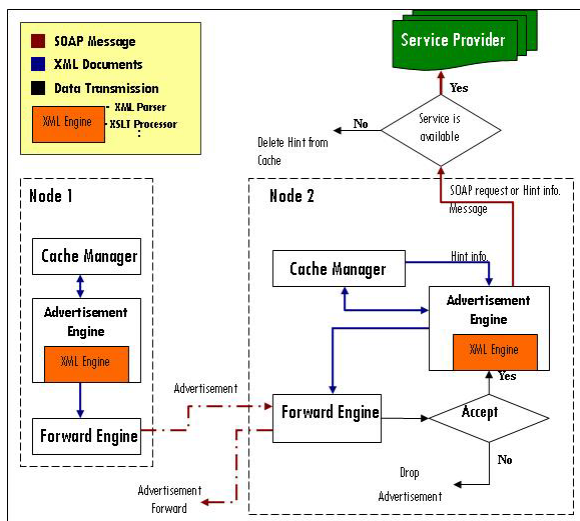 SOAP Message
XML Documents
Data Transmission
XML Engine
XML Parser
XSLT Processor
:
Service Provider
Yes
Service is
available
No
Delete Hint from
Cache
Node 1
Cache Manager
Advertisement
Engine
XML Engine
Forward Engine
Advertisement
Advertisement
Forward
Node 2
SOAP request or Hint info.
Message
Hint info.
Cache Manager
Advertisement
Engine
XML Engine
Yes
Forward Engine
Accept
No
Drop
Advertisement